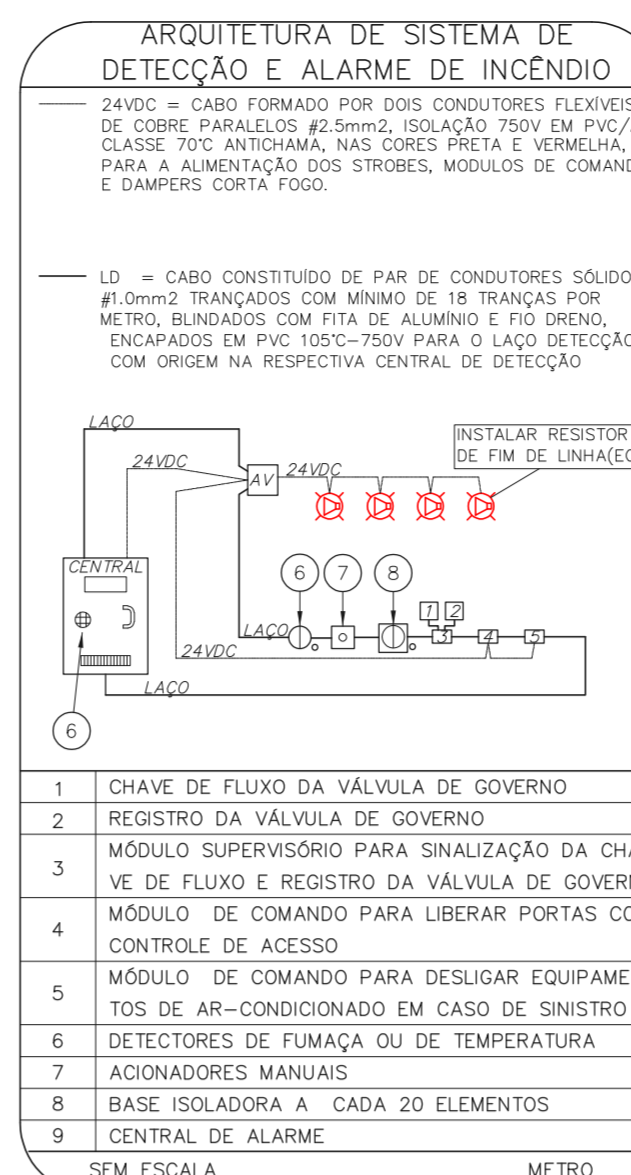 ARQUITETURA DE SISTEMA DE
DETECÇÃO E ALARME DE INCÊNDIO
24VDC = CABO FORMADO POR DOIS CONDUTORES FLEXÍVEIS
DE COBRE PARALELOS #2.5mm2, ISOLAÇÃO 750V EM PVC/
CLASSE 70°C ANTICHAMA, NAS CORES PRETA E VERMELHA,
PARA A ALIMENTAÇÃO DOS STROBES, MODULOS DE
E DAMPERS CORTA FOGO.
LD = CABO CONSTITUÍDO DE PAR DE CONDUTORES SÓLIDO
#1.0mm2 TRANÇADOS COM MÍNIMO DE 18 TRANÇAS POR
METRO, BLINDADOS COM FITA DE ALUMÍNIO E FIO DRENO,
ENCAPADOS EM PVC 105°C-750V PARA O LAÇO DETECÇÃO
COM ORIGEM NA RESPECTIVA CENTRAL DE DETECÇÃO
LAÇO
INSTALAR RESISTOR
DE FIM DE LINHA
24VDC
AV
24VDC
CENTRAL
6
7
8
1
2
LAÇO
3
4
5
24VDC
LAÇO
6
1 CHAVE DE FLUXO DA VÁLVULA DE GOVERNO
2 REGISTRO DA VÁLVULA DE GOVERNO
3 MÓDULO SUPERVISÓRIO PARA SINALIZAÇÃO DA
VE DE FLUXO E REGISTRO DA VÁLVULA DE
4 MÓDULO DE COMANDO PARA LIBERAR PORTAS
CONTROLE DE ACESSO
5 MÓDULO DE COMANDO PARA DESLIGAR
TOS DE AR-CONDICIONADO EM CASO DE SINISTRO
6 DETECTORES DE FUMAÇA OU DE TEMPERATURA
7 ACIONADORES MANUAIS
8 BASE ISOLADORA A CADA 20 ELEMENTOS
9 CENTRAL DE ALARME
SEM ESCALA METRO